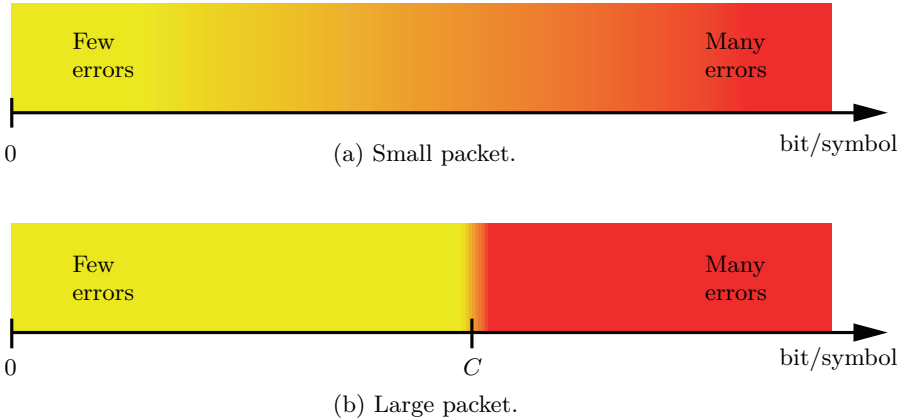 Few
errors
Many
errors
0
bit/symbol
(a) Small packet.
Few
errors
Many
errors
0
C
bit/symbol
(b) Large packet.